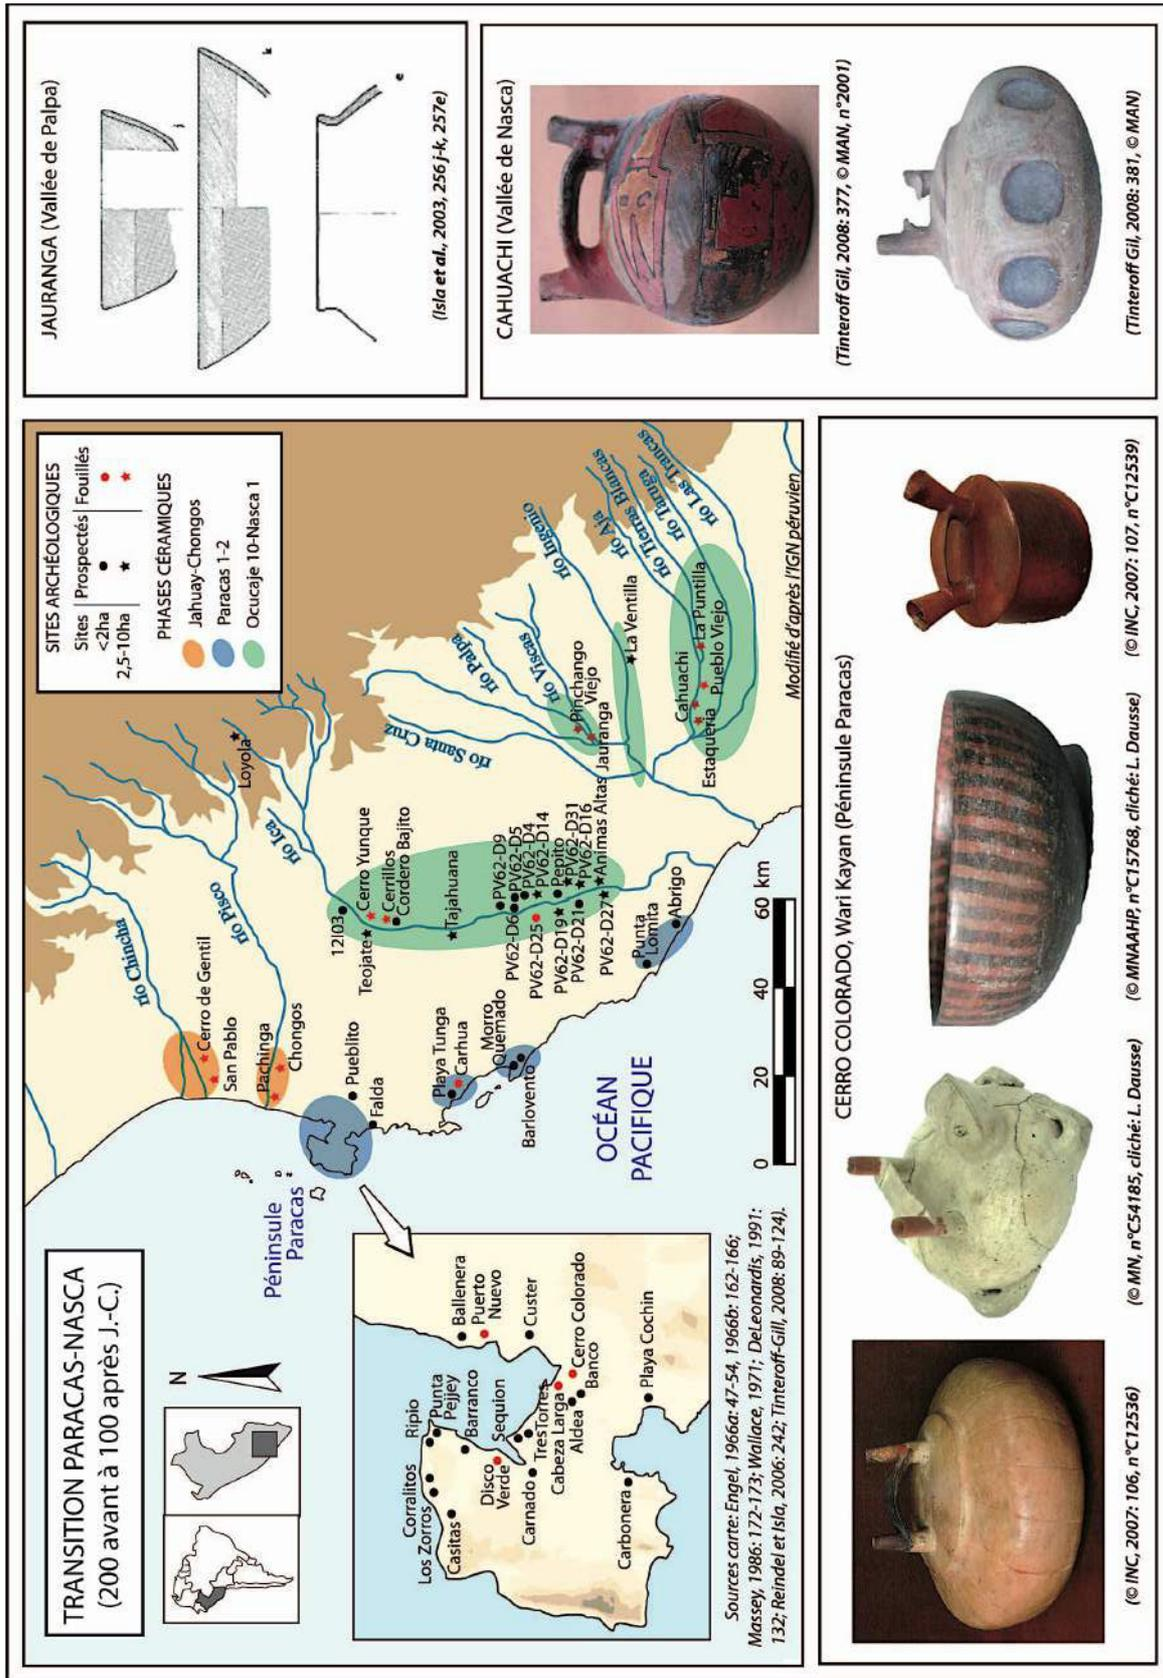 TRANSITION PARACAS-NASCA
(200 avant à 100 après J.-C.)
N
Péninsule
Paracas
OCÉAN
PACIFIQUE
0
20
40
60 km
SITES ARCHÉOLOGIQUES
Sites
Prospectés
Fouillés
<2ha
2,5-10ha
PHASES CÉRAMIQUES
Jahuay-Chongos
Paracas 1-2
Ocucaje 10-Nasca 1
río Chincha
Cerro de Gentil
San Pablo
río Pisco
Pachinga
Chongos
Pueblito
Falda
Loyola
río Ica
12I03
Teojate
Cerro Yunque
Cerrillos
Cordero Bajito
Tajahuana
Playa Tunga
Carhua
Morro
Quemado
Barlovento
PV62-D9
PV62-D5
PV62-D6
PV62-D4
PV62-D14
PV62-D25
Pepito
PV62-D19
PV62-D31
PV62-D21
PV62-D16
PV62-D27
Animas Altas
Punta
Lomita
Abrigo
río Santa Cruz
río Palpa
río Viscas
Pinchango
Viejo
Jauranga
río Ingenio
La Ventilla
río Aja
río Tierras Blancas
río Taruga
río Las Trancas
Cahuachi
Estaquería
La Puntilla
Pueblo Viejo
Modifié d'après l'IGN péruvien
Corralitos
Ripio
Los Zorros
Punta
Pejjey
Casitas
Barranco
Ballenera
Puerto
Nuevo
Disco
Verde
Sequion
Custer
Carnado
TresTorres
Cabeza Larga
Cerro Colorado
Aldea
Banco
Carbonera
Playa Cochin
Sources carte: Engel, 1966a: 47-54, 1966b: 162-166;
Massey, 1986: 172-173; Wallace, 1971; DeLeonardis, 1991:
132; Reindel et Isla, 2006: 242; Tinteroff-Gill, 2008: 89-124).
JAURANGA (Vallée de Palpa)
j
k
e
(Isla et al., 2003, 256 j-k, 257e)
CAHUACHI (Vallée de Nasca)
(Tinteroff Gil, 2008: 377, © MAN, n°2001)
(Tinteroff Gil, 2008: 381, © MAN)
CERRO COLORADO, Wari Kayan (Péninsule Paracas)
(© INC, 2007: 106, n°C12536)
(© MN, n°C54185, cliché: L. Dausse)
(© MNAAHP, n°C15768, cliché: L. Dausse)
(© INC, 2007: 107, n°C12539)